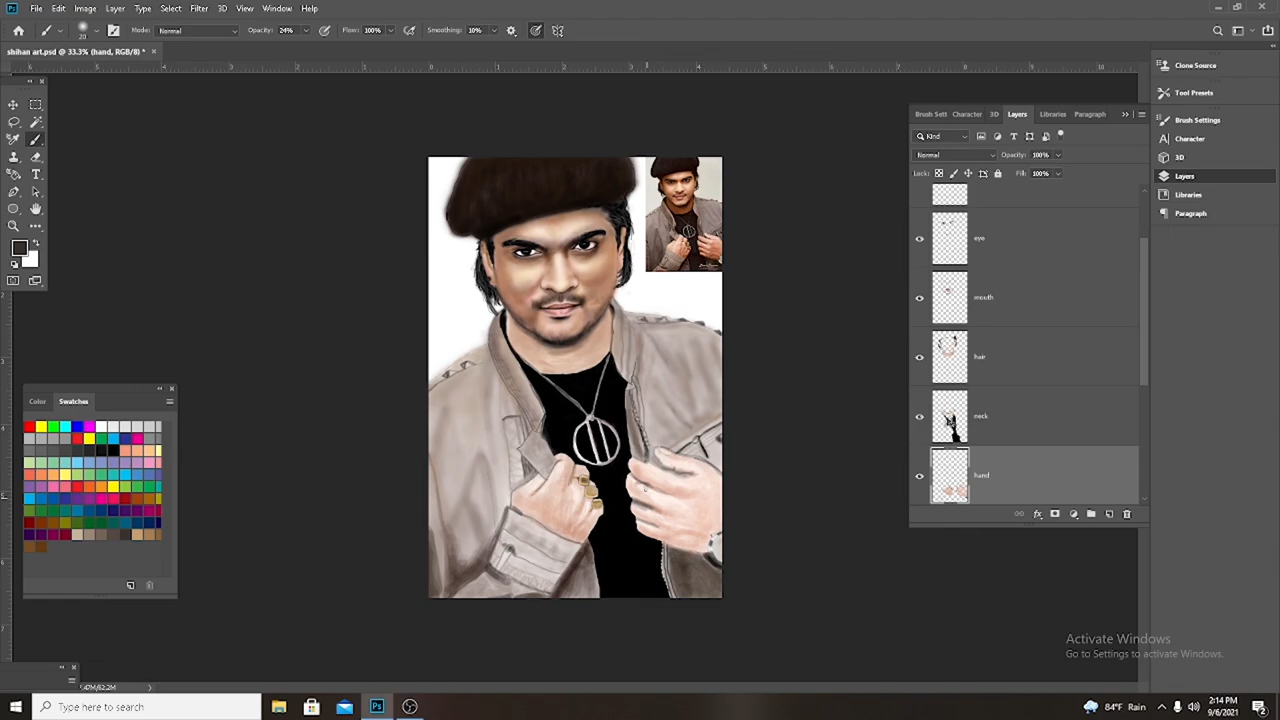 File Edit Image Layer Type Select Filter 3D View Window Help
Mode: Normal Opacity: 24% Flow: 100% Smoothing: 10%
shihan art.psd @ 33.3% (hand, RGB/8) *
Clone Source
Tool Presets
Brush Settings
Character
3D
Layers
Libraries
Paragraph
Brush Sett Character 3D Layers Libraries Paragraph
Kind
Normal Opacity: 100%
Lock: Fill: 100%
eye
mouth
hair
neck
hand
Color Swatches
Activate Windows
Go to Settings to activate Windows.
Type here to search
84°F Rain
2:14 PM
9/6/2021